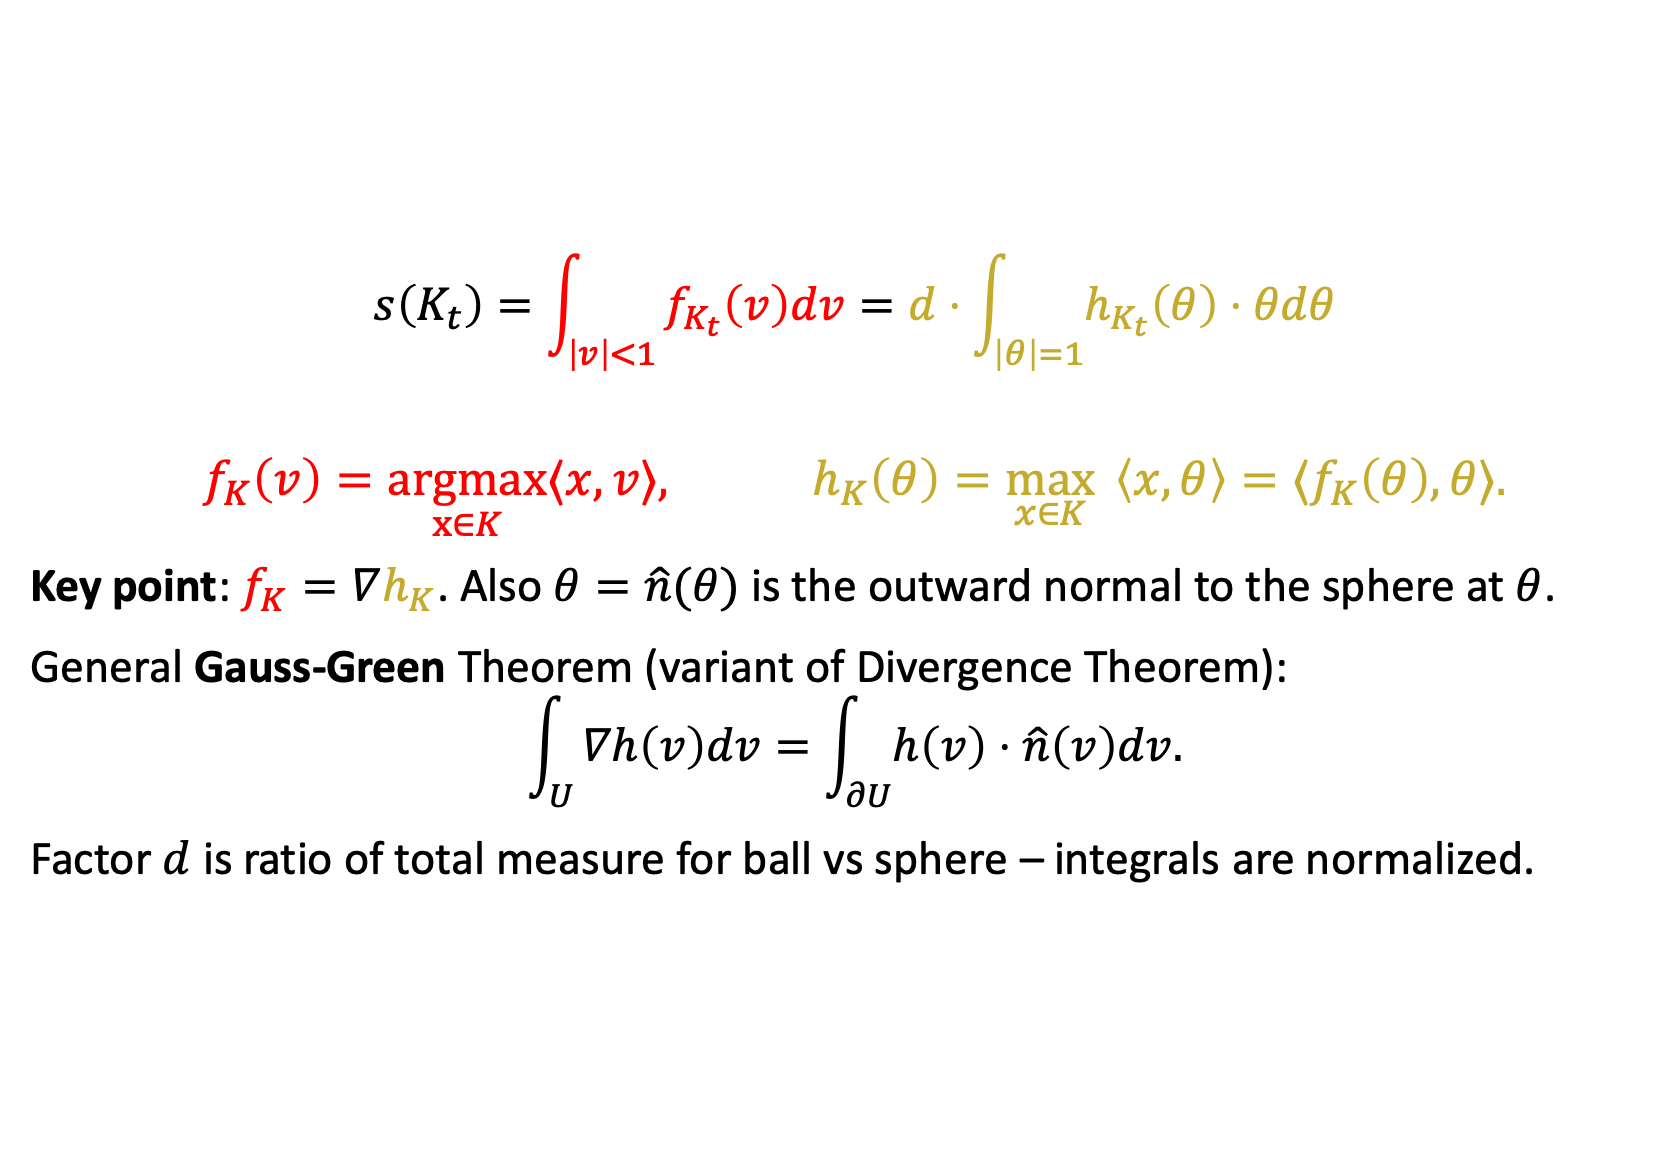 s(K_t) = ∫_{|v|<1} f_{K_t}(v)dv = d · ∫_{|θ|=1} h_{K_t}(θ) · θdθ
f_K(v) = argmax_{x∈K}⟨x, v⟩, h_K(θ) = max_{x∈K} ⟨x, θ⟩ = ⟨f_K(θ), θ⟩.
Key point: f_K = ∇h_K. Also θ = n̂(θ) is the outward normal to the sphere at θ.
General Gauss-Green Theorem (variant of Divergence Theorem):
∫_U ∇h(v)dv = ∫_{∂U} h(v) · n̂(v)dv.
Factor d is ratio of total measure for ball vs sphere – integrals are normalized.